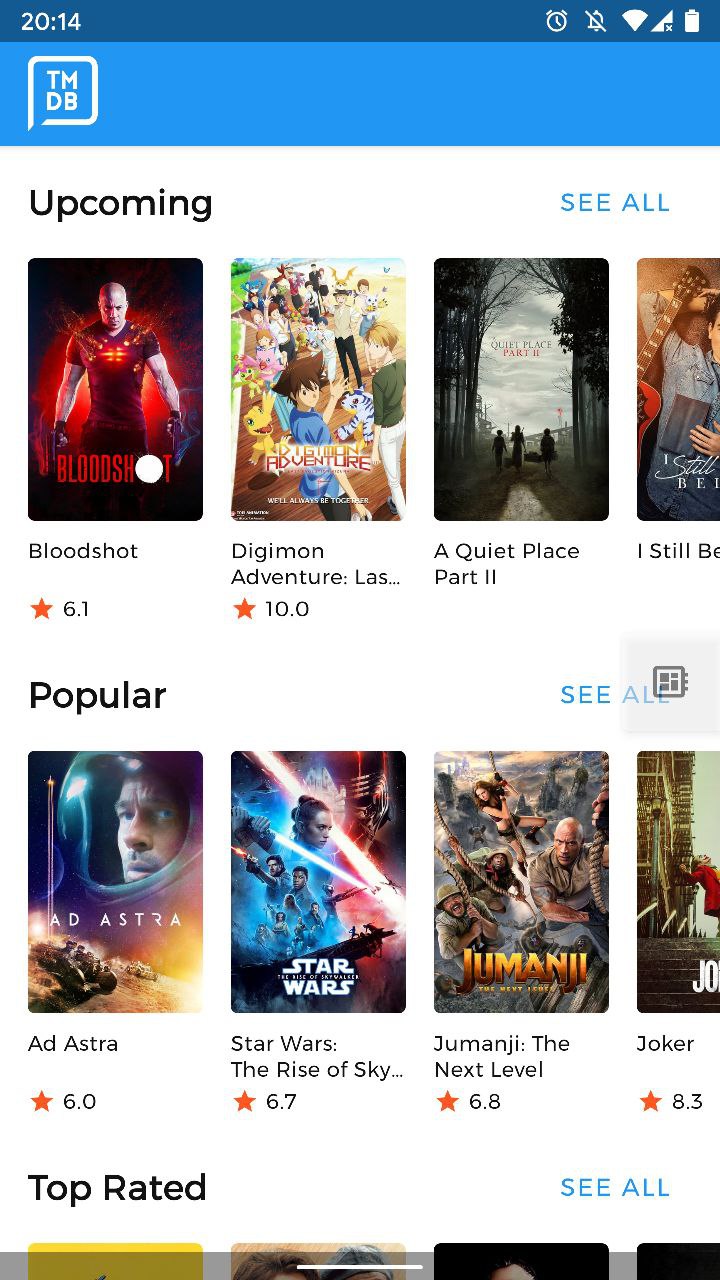 20:14
TM
DB
Upcoming
SEE ALL
BLOODSH T
DIGIMON
ADVENTURE
WE'LL ALWAYS BE TOGETHER
A QUIET PLACE
PART II
I Still
BEL
Bloodshot
Digimon
Adventure: Las...
A Quiet Place
Part II
I Still Be
6.1
10.0
Popular
SEE ALL
AD ASTRA
STAR
THE RISE OF SKYWALKER
WARS
JUMANJI
THE NEXT LEVEL
JO
Ad Astra
Star Wars:
The Rise of Sky...
Jumanji: The
Next Level
Joker
6.0
6.7
6.8
8.3
Top Rated
SEE ALL